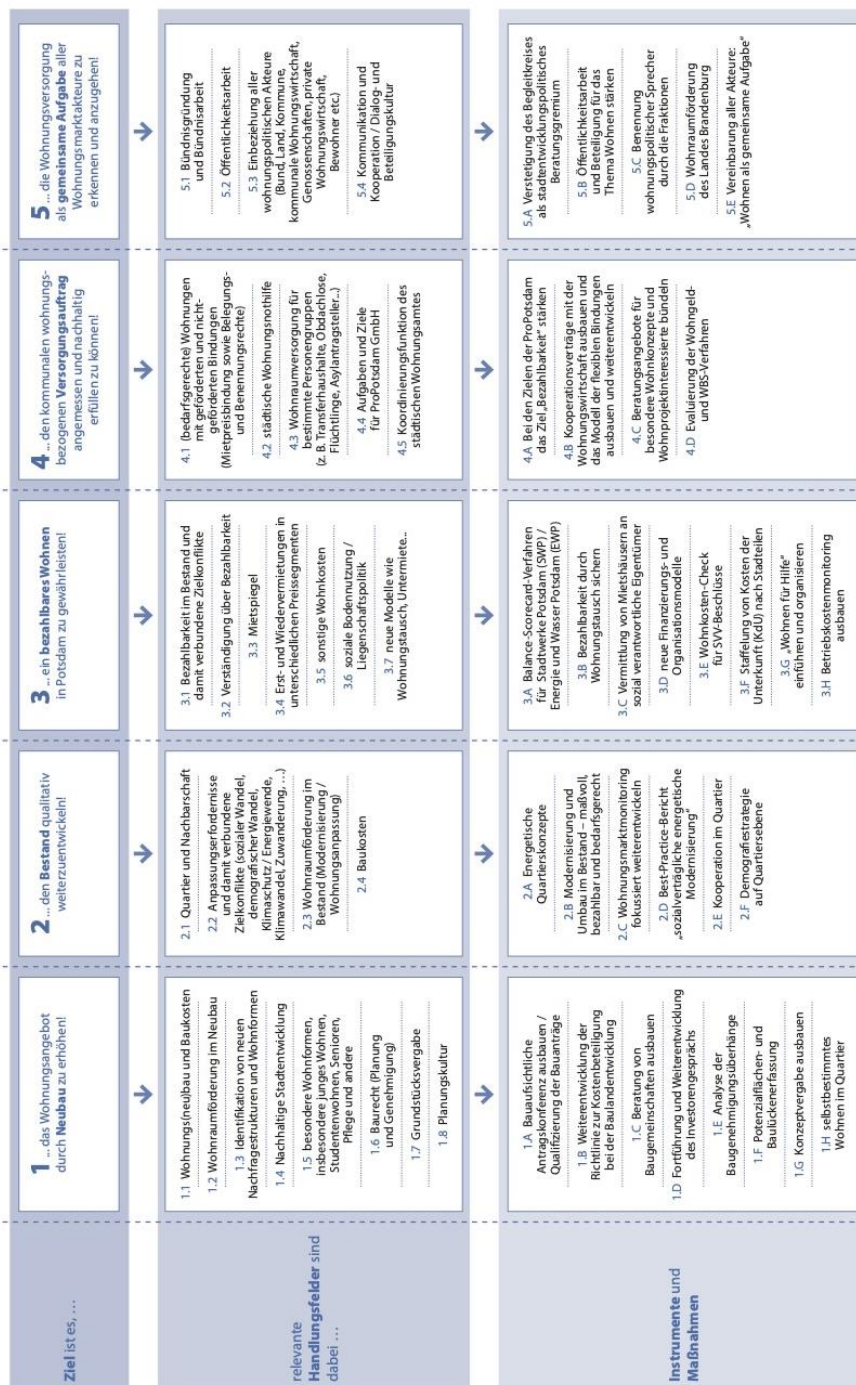 Ziel ist es, …
1 ... das Wohnungsangebot
durch Neubau zu erhöhen!
2 ... den Bestand qualitativ
weiterzuentwickeln!
3 ... ein bezahlbares Wohnen
in Potsdam zu gewährleisten!
4 ... den kommunalen wohnungs-
bezogenen Versorgungsauftrag
angemessen und nachhaltig
erfüllen zu können!
5 ... die Wohnungsversorgung
als gemeinsame Aufgabe aller
Wohnungsmarktakteure zu
erkennen und anzugehen!
relevante
Handlungsfelder sind
dabei …
1.1 Wohnungs(neu)bau und Baukosten
1.2 Wohnraumförderung im Neubau
1.3 Identifikation von neuen
Nachfragestrukturen und Wohnformen
1.4 Nachhaltige Stadtentwicklung
1.5 besondere Wohnformen,
insbesondere junges Wohnen,
Studentenwohnen, Senioren,
Pflege und andere
1.6 Baurecht (Planung
und Genehmigung)
1.7 Grundstücksvergabe
1.8 Planungskultur
2.1 Quartier und Nachbarschaft
2.2 Anpassungserfordernisse
und damit verbundene
Zielkonflikte (sozialer Wandel,
demografischer Wandel,
Klimaschutz / Energiewende,
Klimawandel, Zuwanderung, …)
2.3 Wohnraumförderung im
Bestand (Modernisierung /
Wohnungsanpassung)
2.4 Baukosten
3.1 Bezahlbarkeit im Bestand und
damit verbundene Zielkonflikte
3.2 Verständigung über Bezahlbarkeit
3.3 Mietspiegel
3.4 Erst- und Wiedervermietungen in
unterschiedlichen Preissegmenten
3.5 sonstige Wohnkosten
3.6 soziale Bodennutzung /
Liegenschaftspolitik
3.7 neue Modelle wie
Wohnungstausch, Untermiete...
4.1 (bedarfsgerechte) Wohnungen
mit geförderten und nicht-
geförderten Bindungen
(Mietpreisbindung sowie Belegungs-
und Benennungsrechte)
4.2 städtische Wohnungsnothilfe
4.3 Wohnraumversorgung für
bestimmte Personengruppen
(z. B. Transferhaushalte, Obdachlose,
Flüchtlinge, Asylantragsteller...)
4.4 Aufgaben und Ziele
für ProPotsdam GmbH
4.5 Koordinierungsfunktion des
städtischen Wohnungsamtes
5.1 Bündnisgründung
und Bündnisarbeit
5.2 Öffentlichkeitsarbeit
5.3 Einbeziehung aller
wohnungspolitischen Akteure
(Bund, Land, Kommune,
kommunale Wohnungswirtschaft,
Genossenschaften, private
Wohnungswirtschaft,
Bewohner etc.)
5.4 Kommunikation und
Kooperation / Dialog- und
Beteiligungskultur
Instrumente und
Maßnahmen
1.A Bauaufsichtliche
Antragskonferenz ausbauen /
Qualifizierung der Bauanträge
1.B Weiterentwicklung der
Richtlinie zur Kostenbeteiligung
bei der Baulandentwicklung
1.C Beratung von
Baugemeinschaften ausbauen
1.D Fortführung und Weiterentwicklung
des Investorengesprächs
1.E Analyse der
Baugenehmigungsüberhänge
1.F Potenzialflächen- und
Baulückenerfassung
1.G Konzeptvergabe ausbauen
1.H selbstbestimmtes
Wohnen im Quartier
2.A Energetische
Quartierskonzepte
2.B Modernisierung und
Umbau im Bestand – maßvoll,
bezahlbar und bedarfsgerecht
2.C Wohnungsmarktmonitoring
fokussiert weiterentwickeln
2.D Best-Practice-Bericht
„sozialverträgliche energetische
Modernisierung“
2.E Kooperation im Quartier
2.F Demografiestrategie
auf Quartiersebene
3.A Balance-Scorecard-Verfahren
für Stadtwerke Potsdam (SWP) /
Energie und Wasser Potsdam (EWP)
3.B Bezahlbarkeit durch
Wohnungstausch sichern
3.C Vermittlung von Mietshäusern an
sozial verantwortliche Eigentümer
3.D neue Finanzierungs- und
Organisationsmodelle
3.E Wohnkosten-Check
für SVV-Beschlüsse
3.F Staffelung von Kosten der
Unterkunft (KdU) nach Stadtteilen
3.G „Wohnen für Hilfe“
einführen und organisieren
3.H Betriebskostenmonitoring
ausbauen
4.A Bei den Zielen der ProPotsdam
das Ziel „Bezahlbarkeit“ stärken
4.B Kooperationsverträge mit der
Wohnungswirtschaft ausbauen und
das Modell der flexiblen Bindungen
ausbauen und weiterentwickeln
4.C Beratungsangebote für
besondere Wohnkonzepte und
Wohnprojektinteressierte bündeln
4.D Evaluierung der Wohngeld-
und WBS-Verfahren
5.A Verstetigung des Begleitkreises
als stadtentwicklungspolitisches
Beratungsgremium
5.B Öffentlichkeitsarbeit
und Beteiligung für das
Thema Wohnen stärken
5.C Benennung
wohnungspolitischer Sprecher
durch die Fraktionen
5.D Wohnraumförderung
des Landes Brandenburg
5.E Vereinbarung aller Akteure:
„Wohnen als gemeinsame Aufgabe“